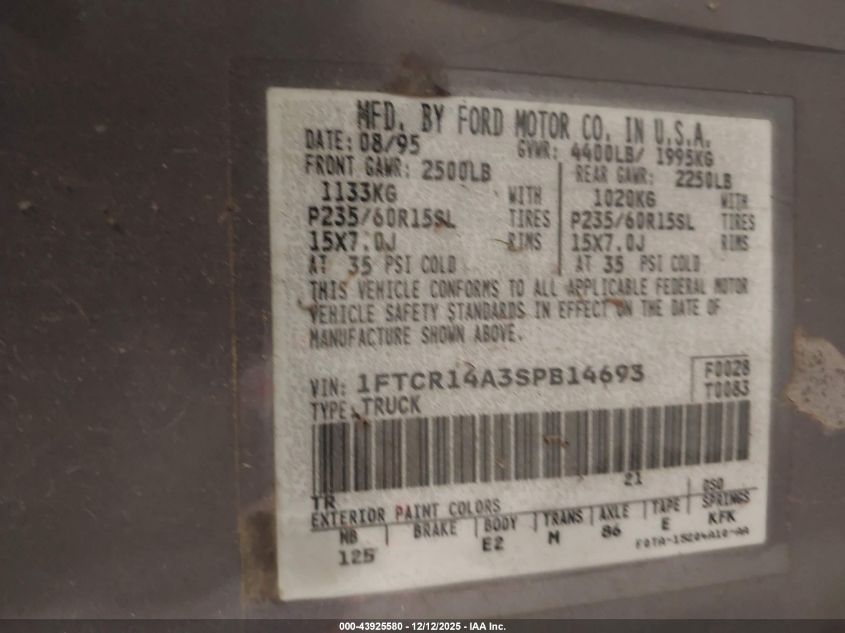 MFD. BY FORD MOTOR CO. IN U.S.A.
DATE: 08/95 GVWR: 4400LB/ 1995KG
FRONT GAWR: 2500LB REAR GAWR: 2250LB
1133KG WITH 1020KG WITH
P235/60R15SL TIRES P235/60R15SL TIRES
15X7.0J RIMS 15X7.0J RIMS
AT 35 PSI COLD AT 35 PSI COLD
THIS VEHICLE CONFORMS TO ALL APPLICABLE FEDERAL MOTOR
VEHICLE SAFETY STANDARDS IN EFFECT ON THE DATE OF
MANUFACTURE SHOWN ABOVE.
VIN: 1FTCR14A3SPB14693 F0028
TYPE: TRUCK T0083
21
TR DSO
EXTERIOR PAINT COLORS BRAKE BODY TRANS AXLE TAPE SPRINGS
NB E2 M 86 E KFK
125 F0TA-15204A10-AA
000-43925580 - 12/12/2025 - IAA Inc.